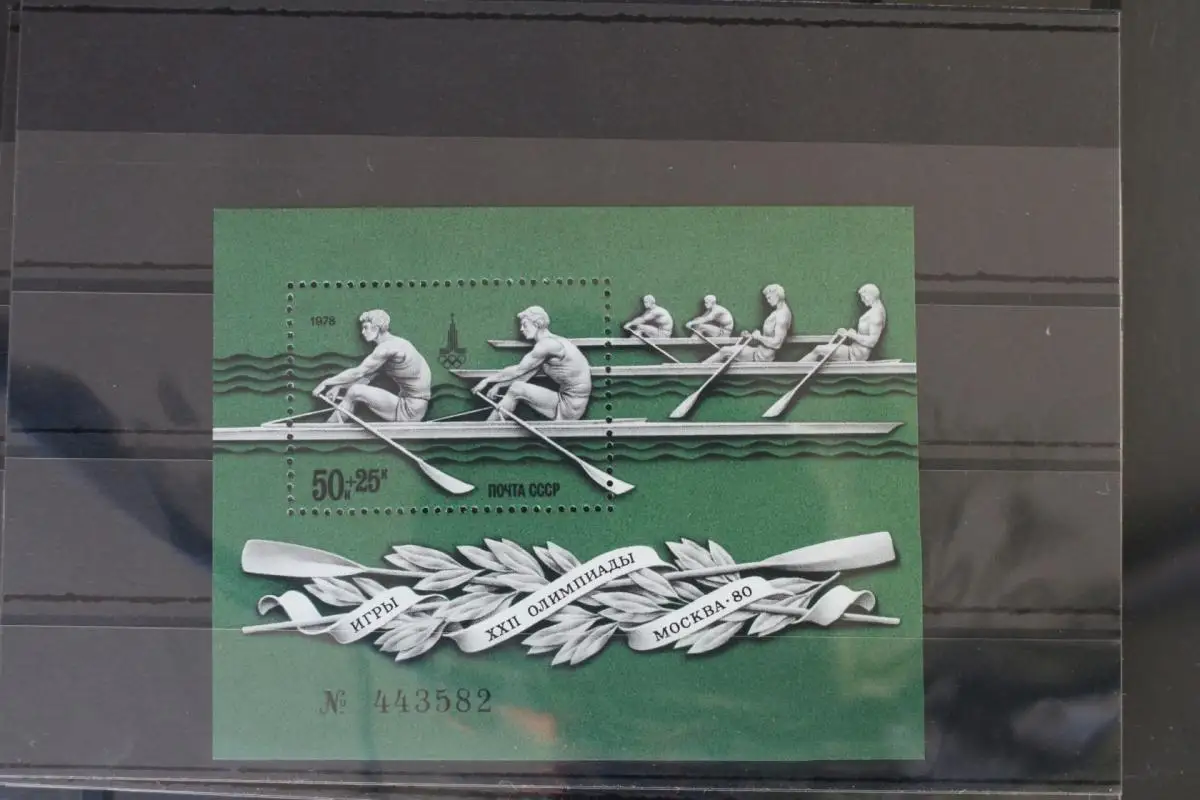 1978
50к+25к
ПОЧТА СССР
ИГРЫ
XXII ОЛИМПИАДЫ
МОСКВА·80
№ 443582